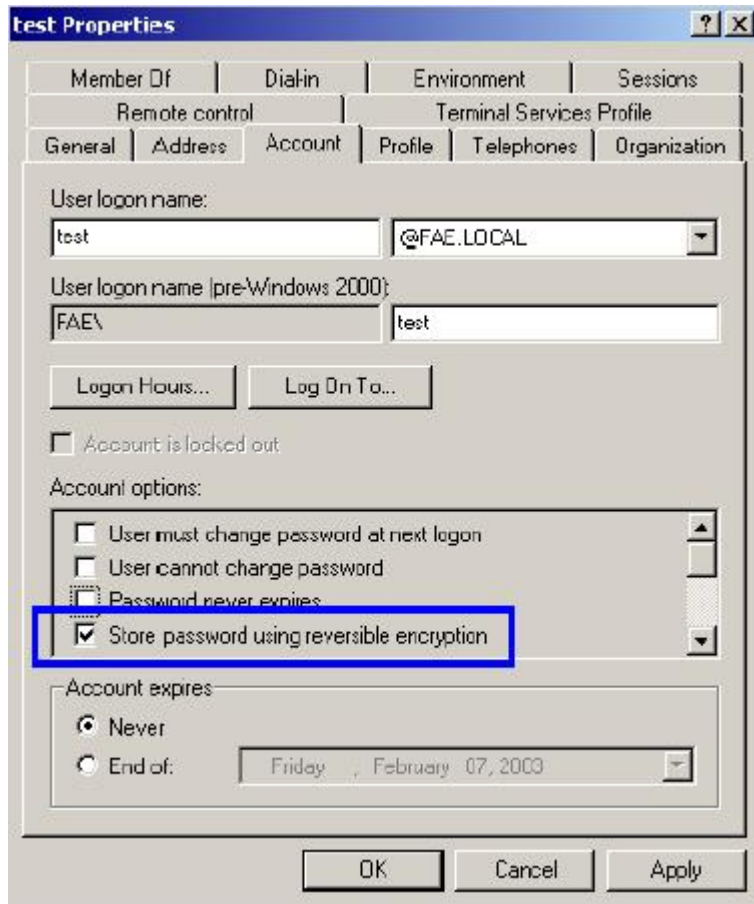 test Properties
Member Of Dial-in Environment Sessions
Remote control Terminal Services Profile
General Address Account Profile Telephones Organization
User logon name:
test @FAE.LOCAL
User logon name (pre-Windows 2000):
FAE\ test
Logon Hours... Log On To...
Account is locked out
Account options:
User must change password at next logon
User cannot change password
Password never expires
Store password using reversible encryption
Account expires
Never
End of: Friday , February 07, 2003
OK Cancel Apply